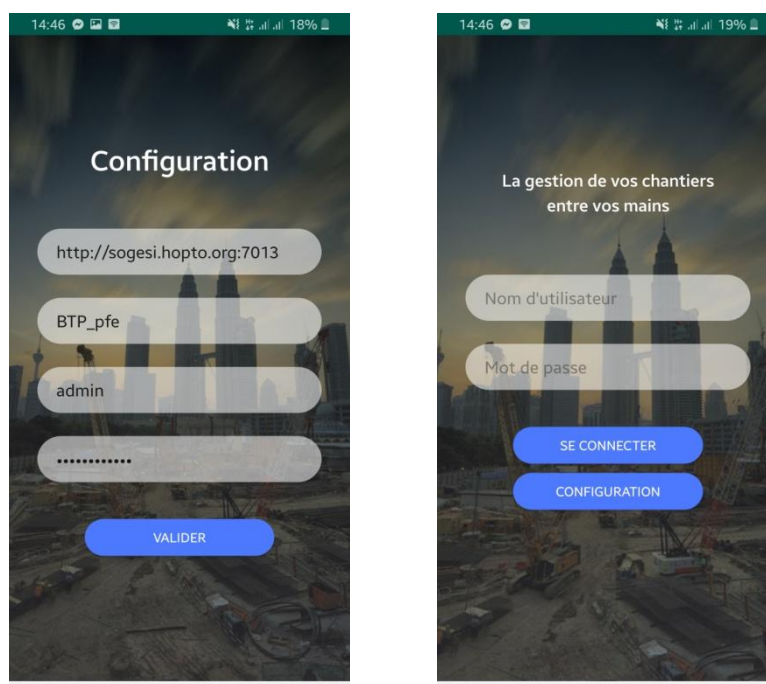 14:46 18%
Configuration
http://sogesi.hopto.org:7013
BTP_pfe
admin
••••••••••••
VALIDER
14:46 19%
La gestion de vos chantiers
entre vos mains
Nom d'utilisateur
Mot de passe
SE CONNECTER
CONFIGURATION